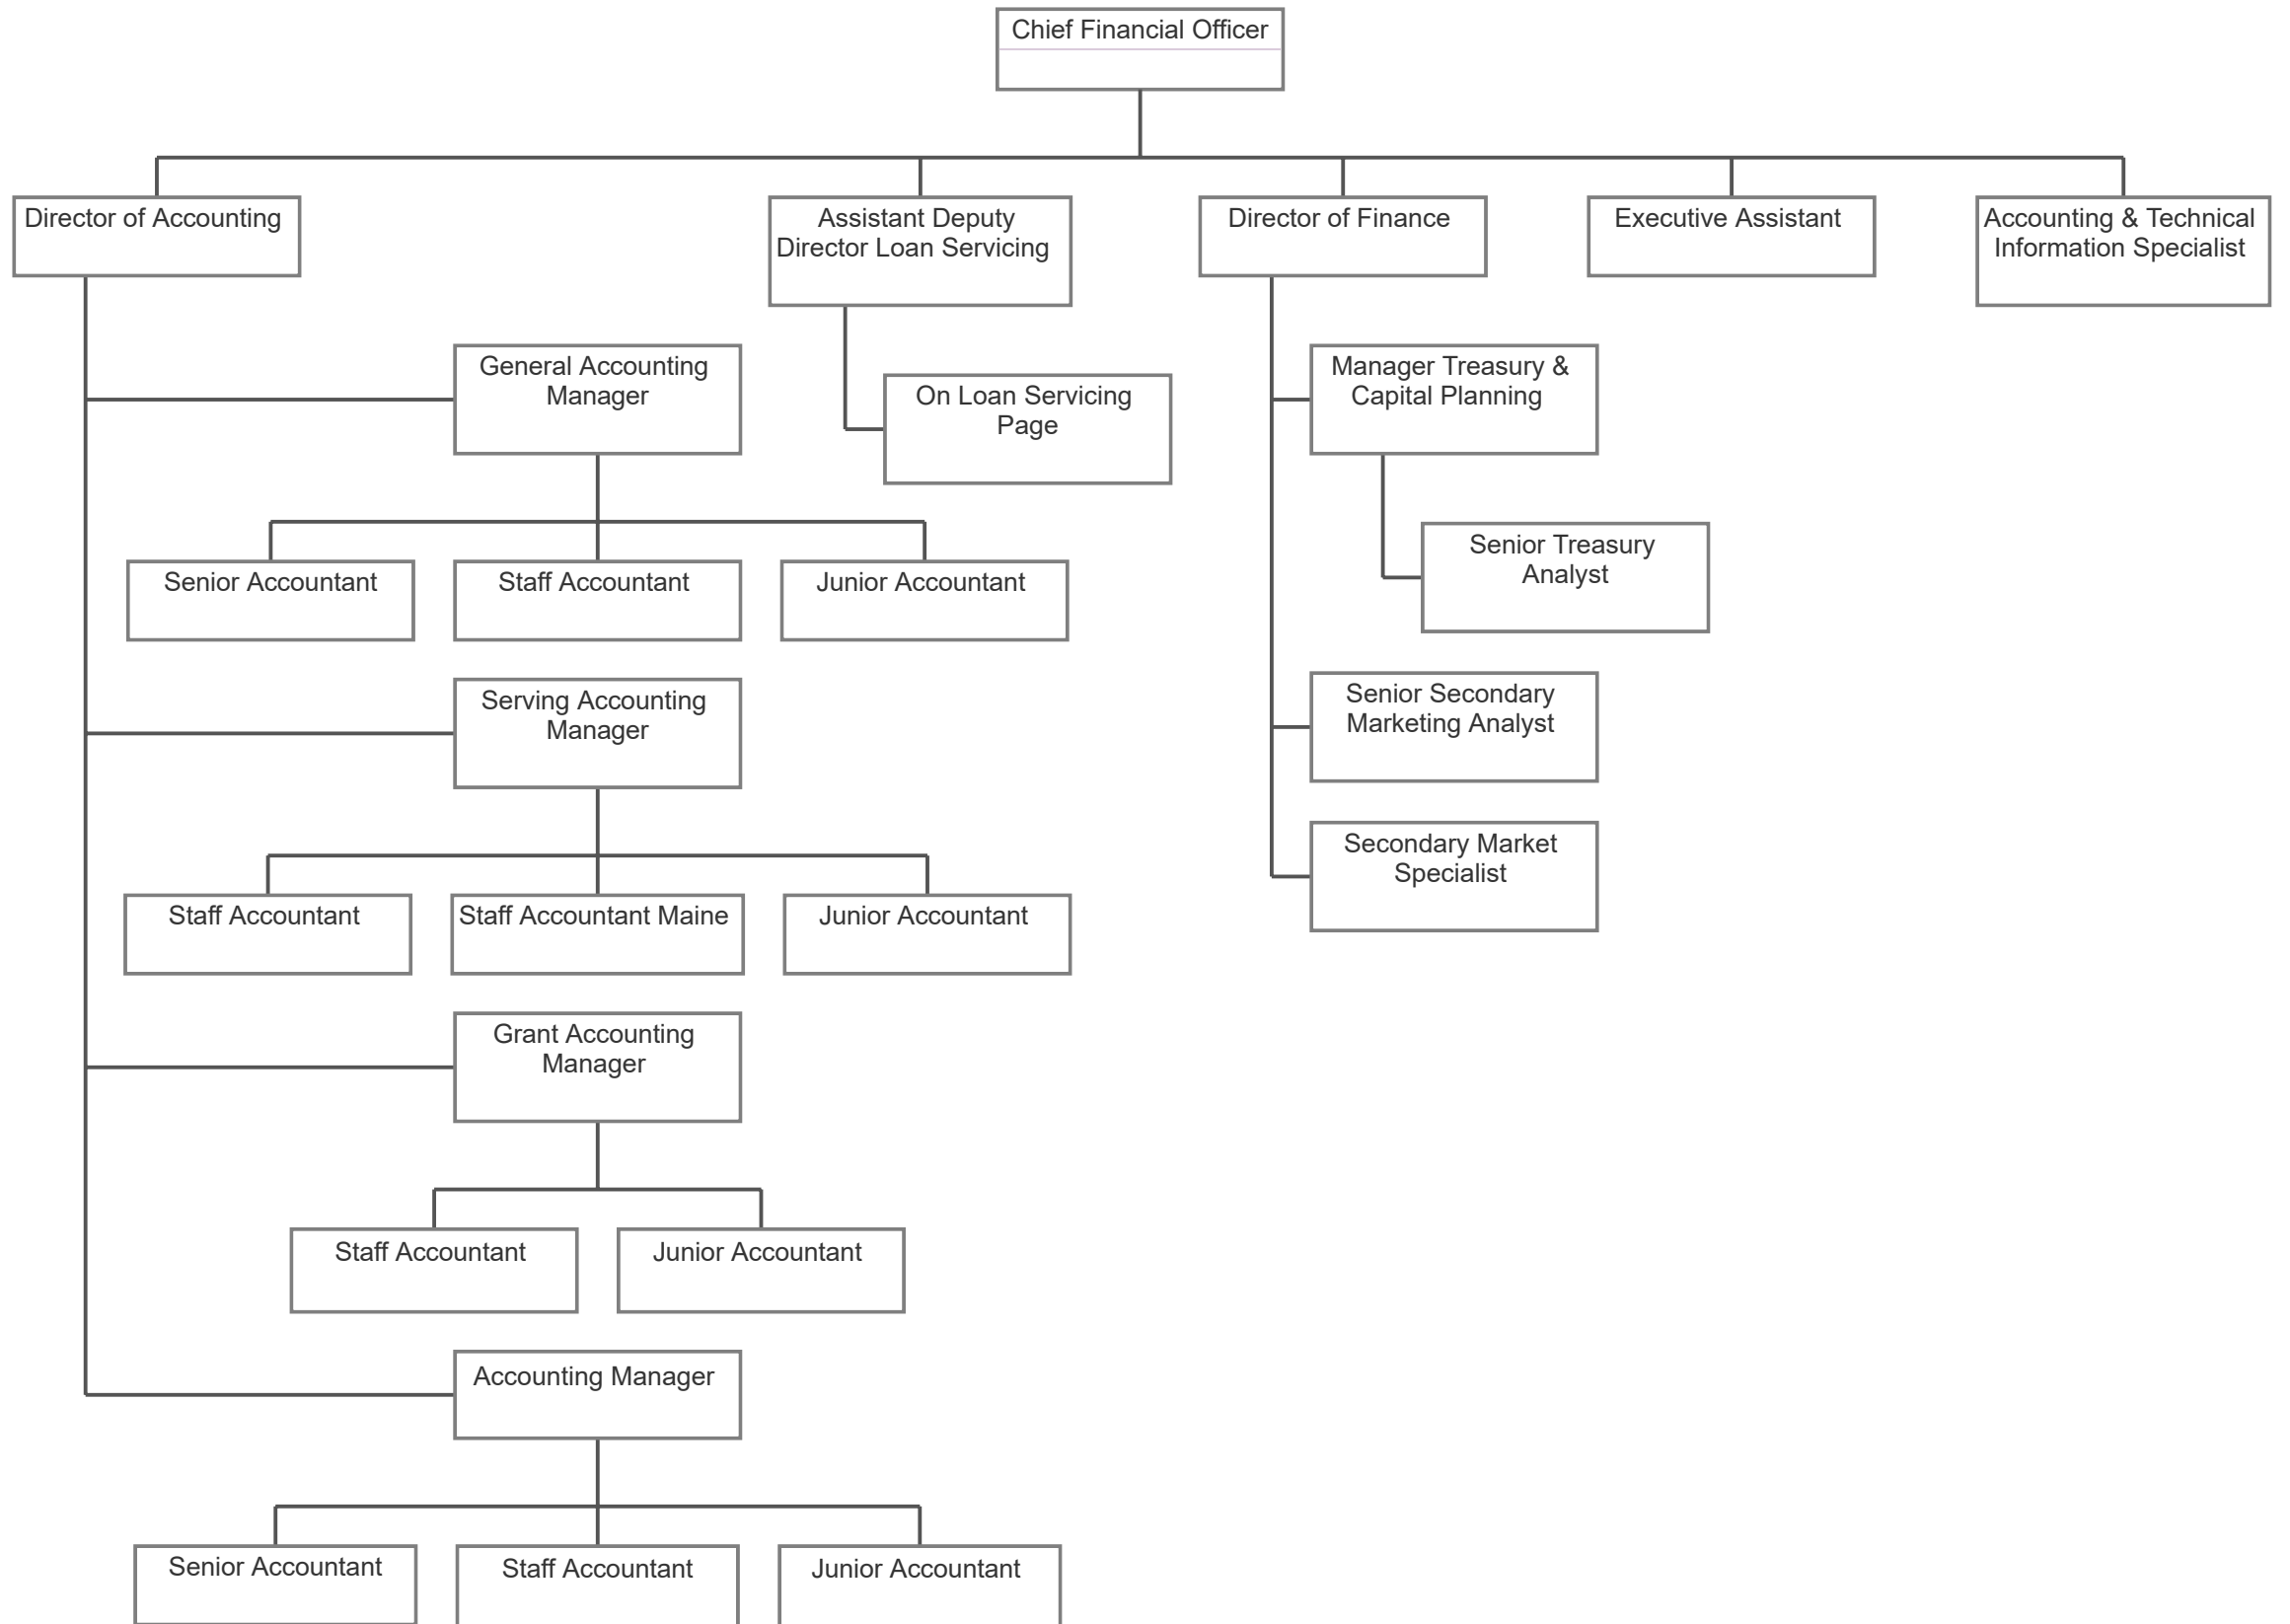 Chief Financial Officer
Director of Accounting
Assistant Deputy
Director Loan Servicing
Director of Finance
Executive Assistant
Accounting & Technical
Information Specialist
General Accounting
Manager
On Loan Servicing
Page
Manager Treasury &
Capital Planning
Senior Treasury
Analyst
Senior Accountant
Staff Accountant
Junior Accountant
Serving Accounting
Manager
Senior Secondary
Marketing Analyst
Secondary Market
Specialist
Staff Accountant
Staff Accountant Maine
Junior Accountant
Grant Accounting
Manager
Staff Accountant
Junior Accountant
Accounting Manager
Senior Accountant
Staff Accountant
Junior Accountant